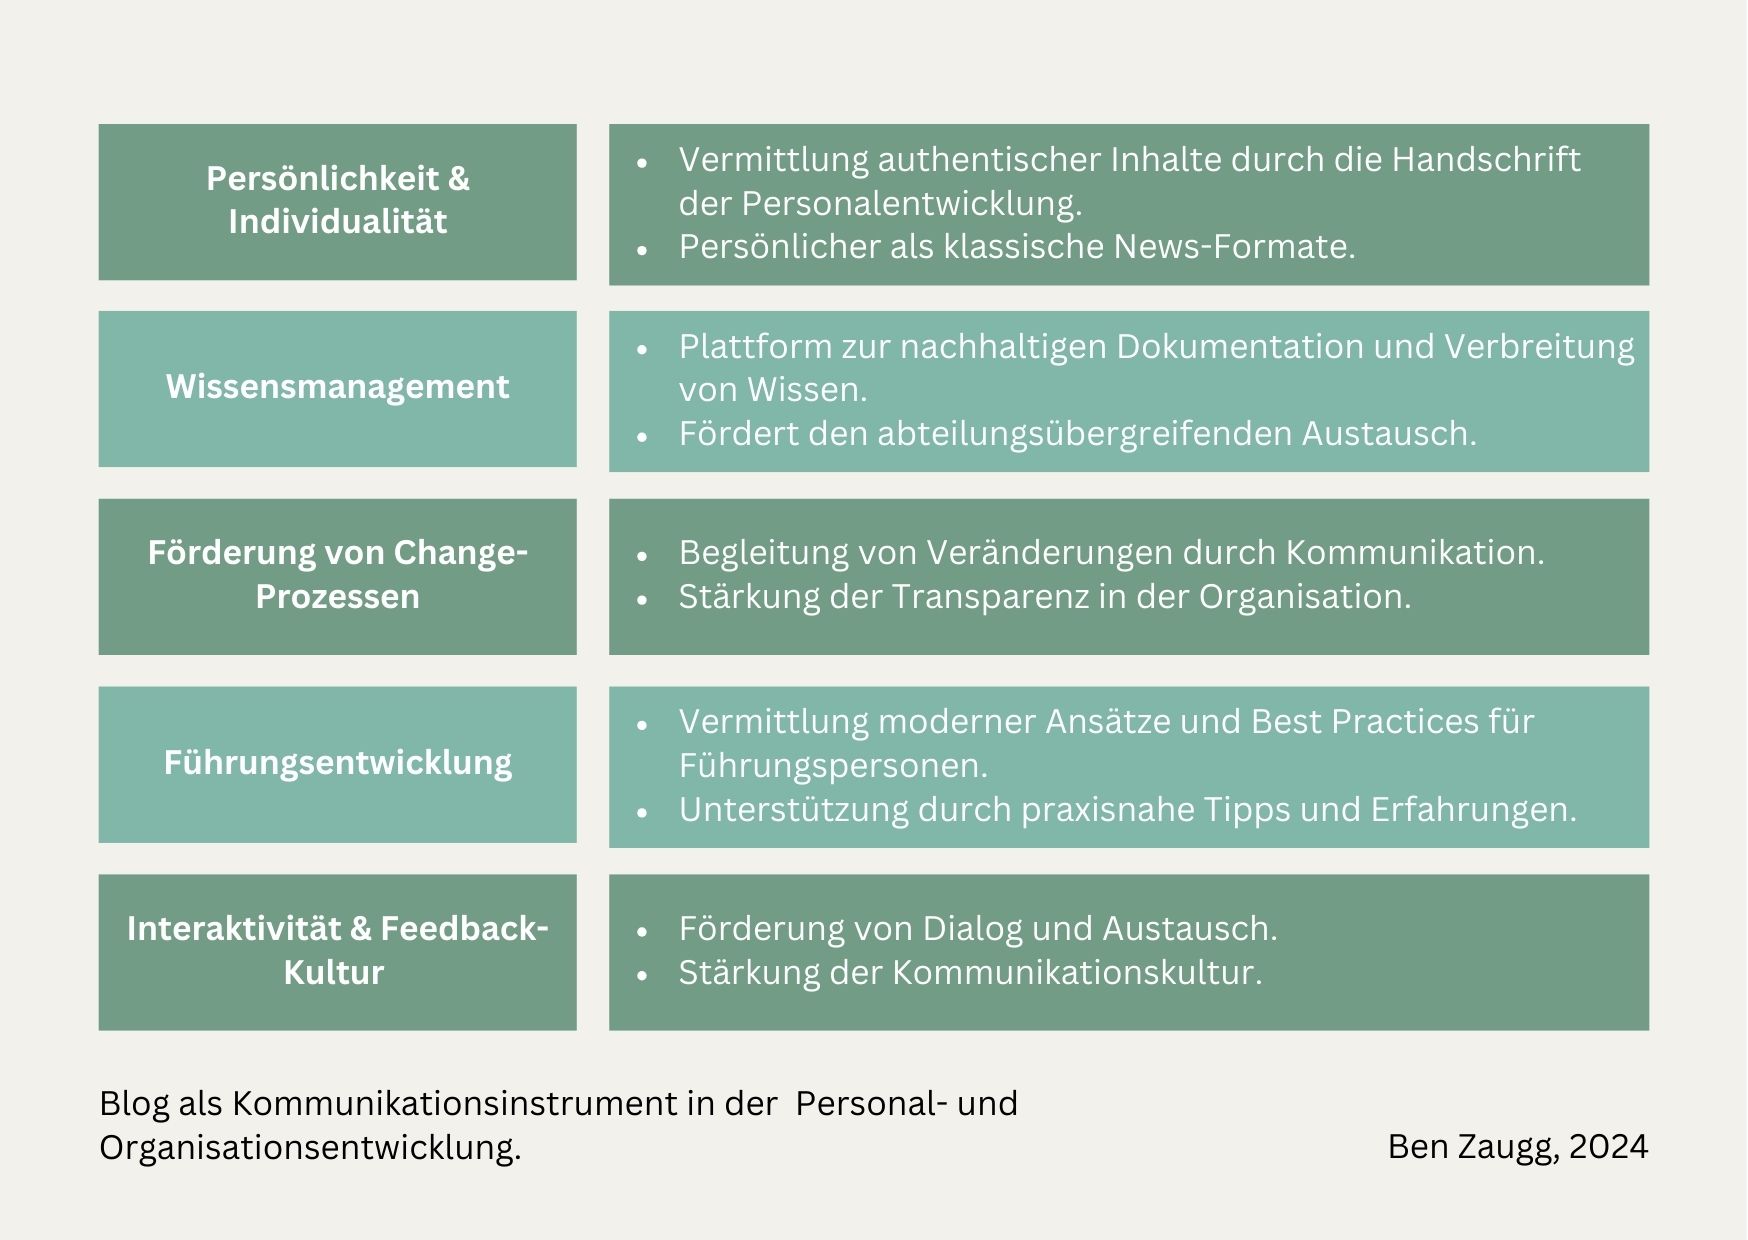 Persönlichkeit &
Individualität
• Vermittlung authentischer Inhalte durch die Handschrift
der Personalentwicklung.
• Persönlicher als klassische News-Formate.
Wissensmanagement
• Plattform zur nachhaltigen Dokumentation und Verbreitung
von Wissen.
• Fördert den abteilungsübergreifenden Austausch.
Förderung von Change-
Prozessen
• Begleitung von Veränderungen durch Kommunikation.
• Stärkung der Transparenz in der Organisation.
Führungsentwicklung
• Vermittlung moderner Ansätze und Best Practices für
Führungspersonen.
• Unterstützung durch praxisnahe Tipps und Erfahrungen.
Interaktivität & Feedback-
Kultur
• Förderung von Dialog und Austausch.
• Stärkung der Kommunikationskultur.
Blog als Kommunikationsinstrument in der  Personal- und
Organisationsentwicklung.
Ben Zaugg, 2024